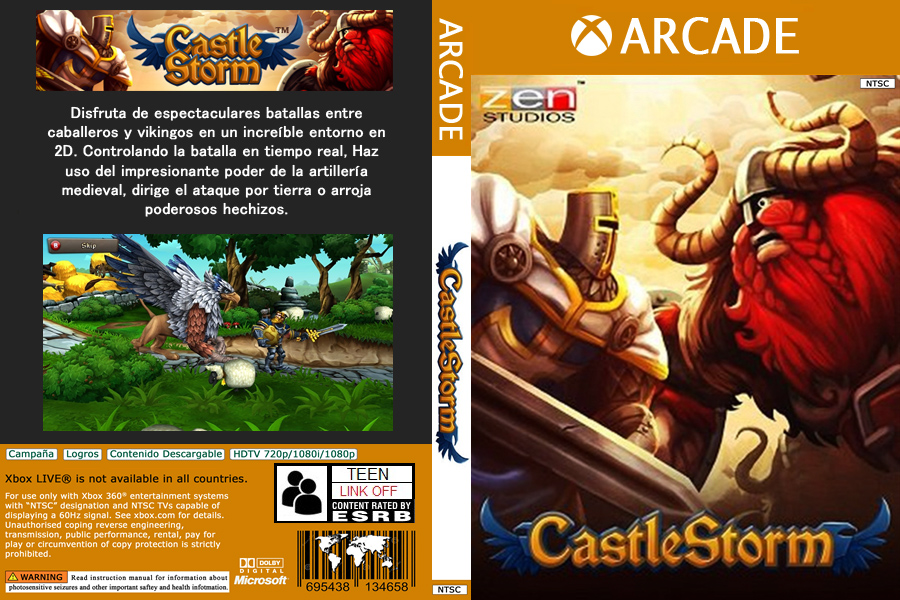 Castle
Storm™
Disfruta de espectaculares batallas entre
caballeros y vikingos en un increíble entorno en
2D. Controlando la batalla en tiempo real, Haz
uso del impresionante poder de la artillería
medieval, dirige el ataque por tierra o arroja
poderosos hechizos.
Skip
Campaña Logros Contenido Descargable HDTV 720p/1080i/1080p
Xbox LIVE® is not available in all countries.
For use only with Xbox 360® entertainment systems
with “NTSC” designation and NTSC TVs capable of
displaying a 60Hz signal. See xbox.com for details.
Unauthorised coping reverse engineering,
transmission, public performance, rental, pay for
play or circumvention of copy protection is strictly
prohibited.
WARNING Read instruction manual for information about
photosensitive seizures and other important saftey and health infotmation.
TEEN
LINK OFF
CONTENT RATED BY
ESRB
DOLBY
DIGITAL
Microsoft®
695438 134658
ARCADE
CastleStorm
NTSC
ARCADE
NTSC
zen™
STUDIOS
CastleStorm